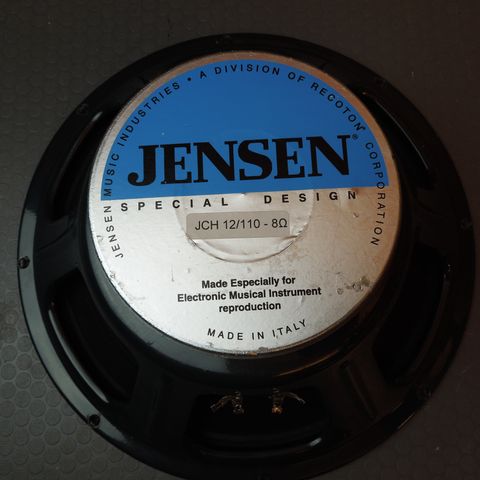 JENSEN MUSIC INDUSTRIES • A DIVISION OF RECOTON® CORPORATION
JENSEN®
SPECIAL DESIGN
JCH 12/110 - 8Ω
Made Especially for
Electronic Musical Instrument
reproduction
MADE IN ITALY